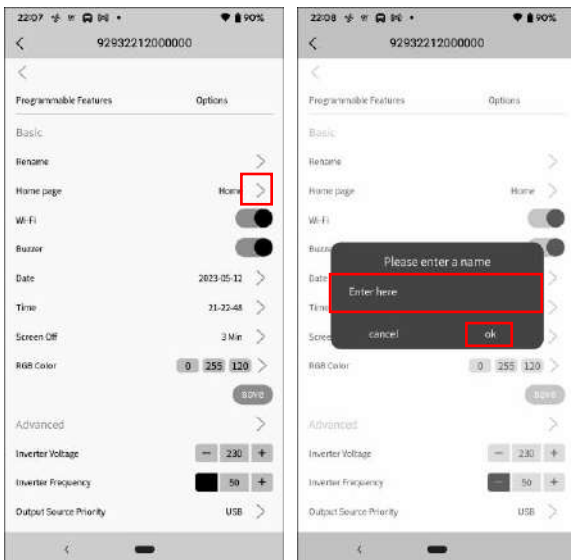 22:07 90%
92932212000000
Programmable Features Options
Basic
Rename
Home page Home
Wi-Fi
Buzzer
Date 2023-05-12
Time 21-22-48
Screen Off 3 Min
RGB Color 0 255 120
save
Advanced
Inverter Voltage — 230 +
Inverter Frequency 50 +
Output Source Priority USB
22:08 90%
92932212000000
Programmable Features Options
Basic
Rename
Home page Home
Wi-Fi
Please enter a name
Date
Enter here
cancel ok
RGB Color 0 255 120
save
Advanced
Inverter Voltage — 230 +
Inverter Frequency — 50 +
Output Source Priority USB